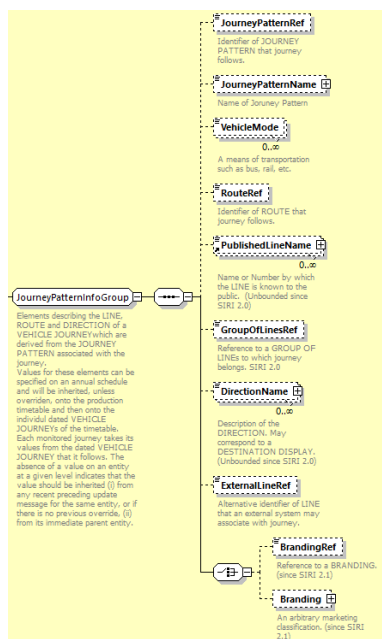 JourneyPatternRef
Identifier of JOURNEY
PATTERN that journey
follows.
JourneyPatternName
Name of Joruney Pattern
VehicleMode
0..∞
A means of transportation
such as bus, rail, etc.
RouteRef
Identifier of ROUTE that
journey follows.
PublishedLineName
0..∞
Name or Number by which
the LINE is known to the
public. (Unbounded since
SIRI 2.0)
JourneyPatternInfoGroup
Elements describing the LINE,
ROUTE and DIRECTION of a
VEHICLE JOURNEYwhich are
derived from the JOURNEY
PATTERN associated with the
journey.
Values for these elements can be
specified on an annual schedule
and will be inherited, unless
overriden, onto the production
timetable and then onto the
individul dated VEHICLE
JOURNEYs of the timetable.
Each monitored journey takes its
values from the dated VEHICLE
JOURNEY that it follows. The
absence of a value on an entity
at a given level indicates that the
value should be inherited (i) from
any recent preceding update
message for the same entity, or if
there is no previous override, (ii)
from its immediate parent entity.
GroupOfLinesRef
Reference to a GROUP OF
LINEs to which journey
belongs. SIRI 2.0
DirectionName
0..∞
Description of the
DIRECTION. May
correspond to a
DESTINATION DISPLAY.
(Unbounded since SIRI 2.0)
ExternalLineRef
Alternative identifier of LINE
that an external system may
associate with journey.
BrandingRef
Reference to a BRANDING.
(since SIRI 2.1)
Branding
An arbitrary marketing
classification. (since SIRI
2.1)